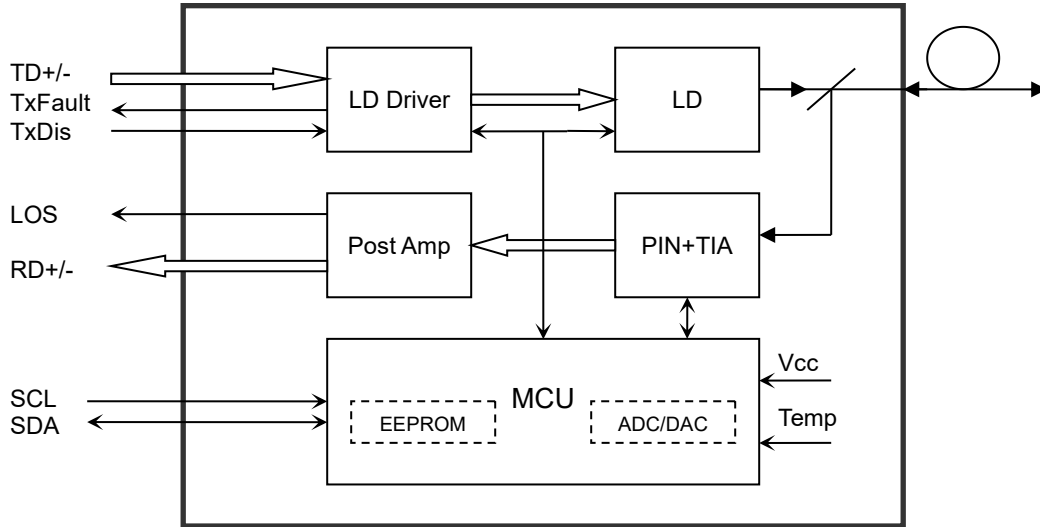 TD+/-
TxFault
TxDis
LD Driver
LD
LOS
RD+/-
Post Amp
PIN+TIA
SCL
SDA
MCU
EEPROM
ADC/DAC
Vcc
Temp